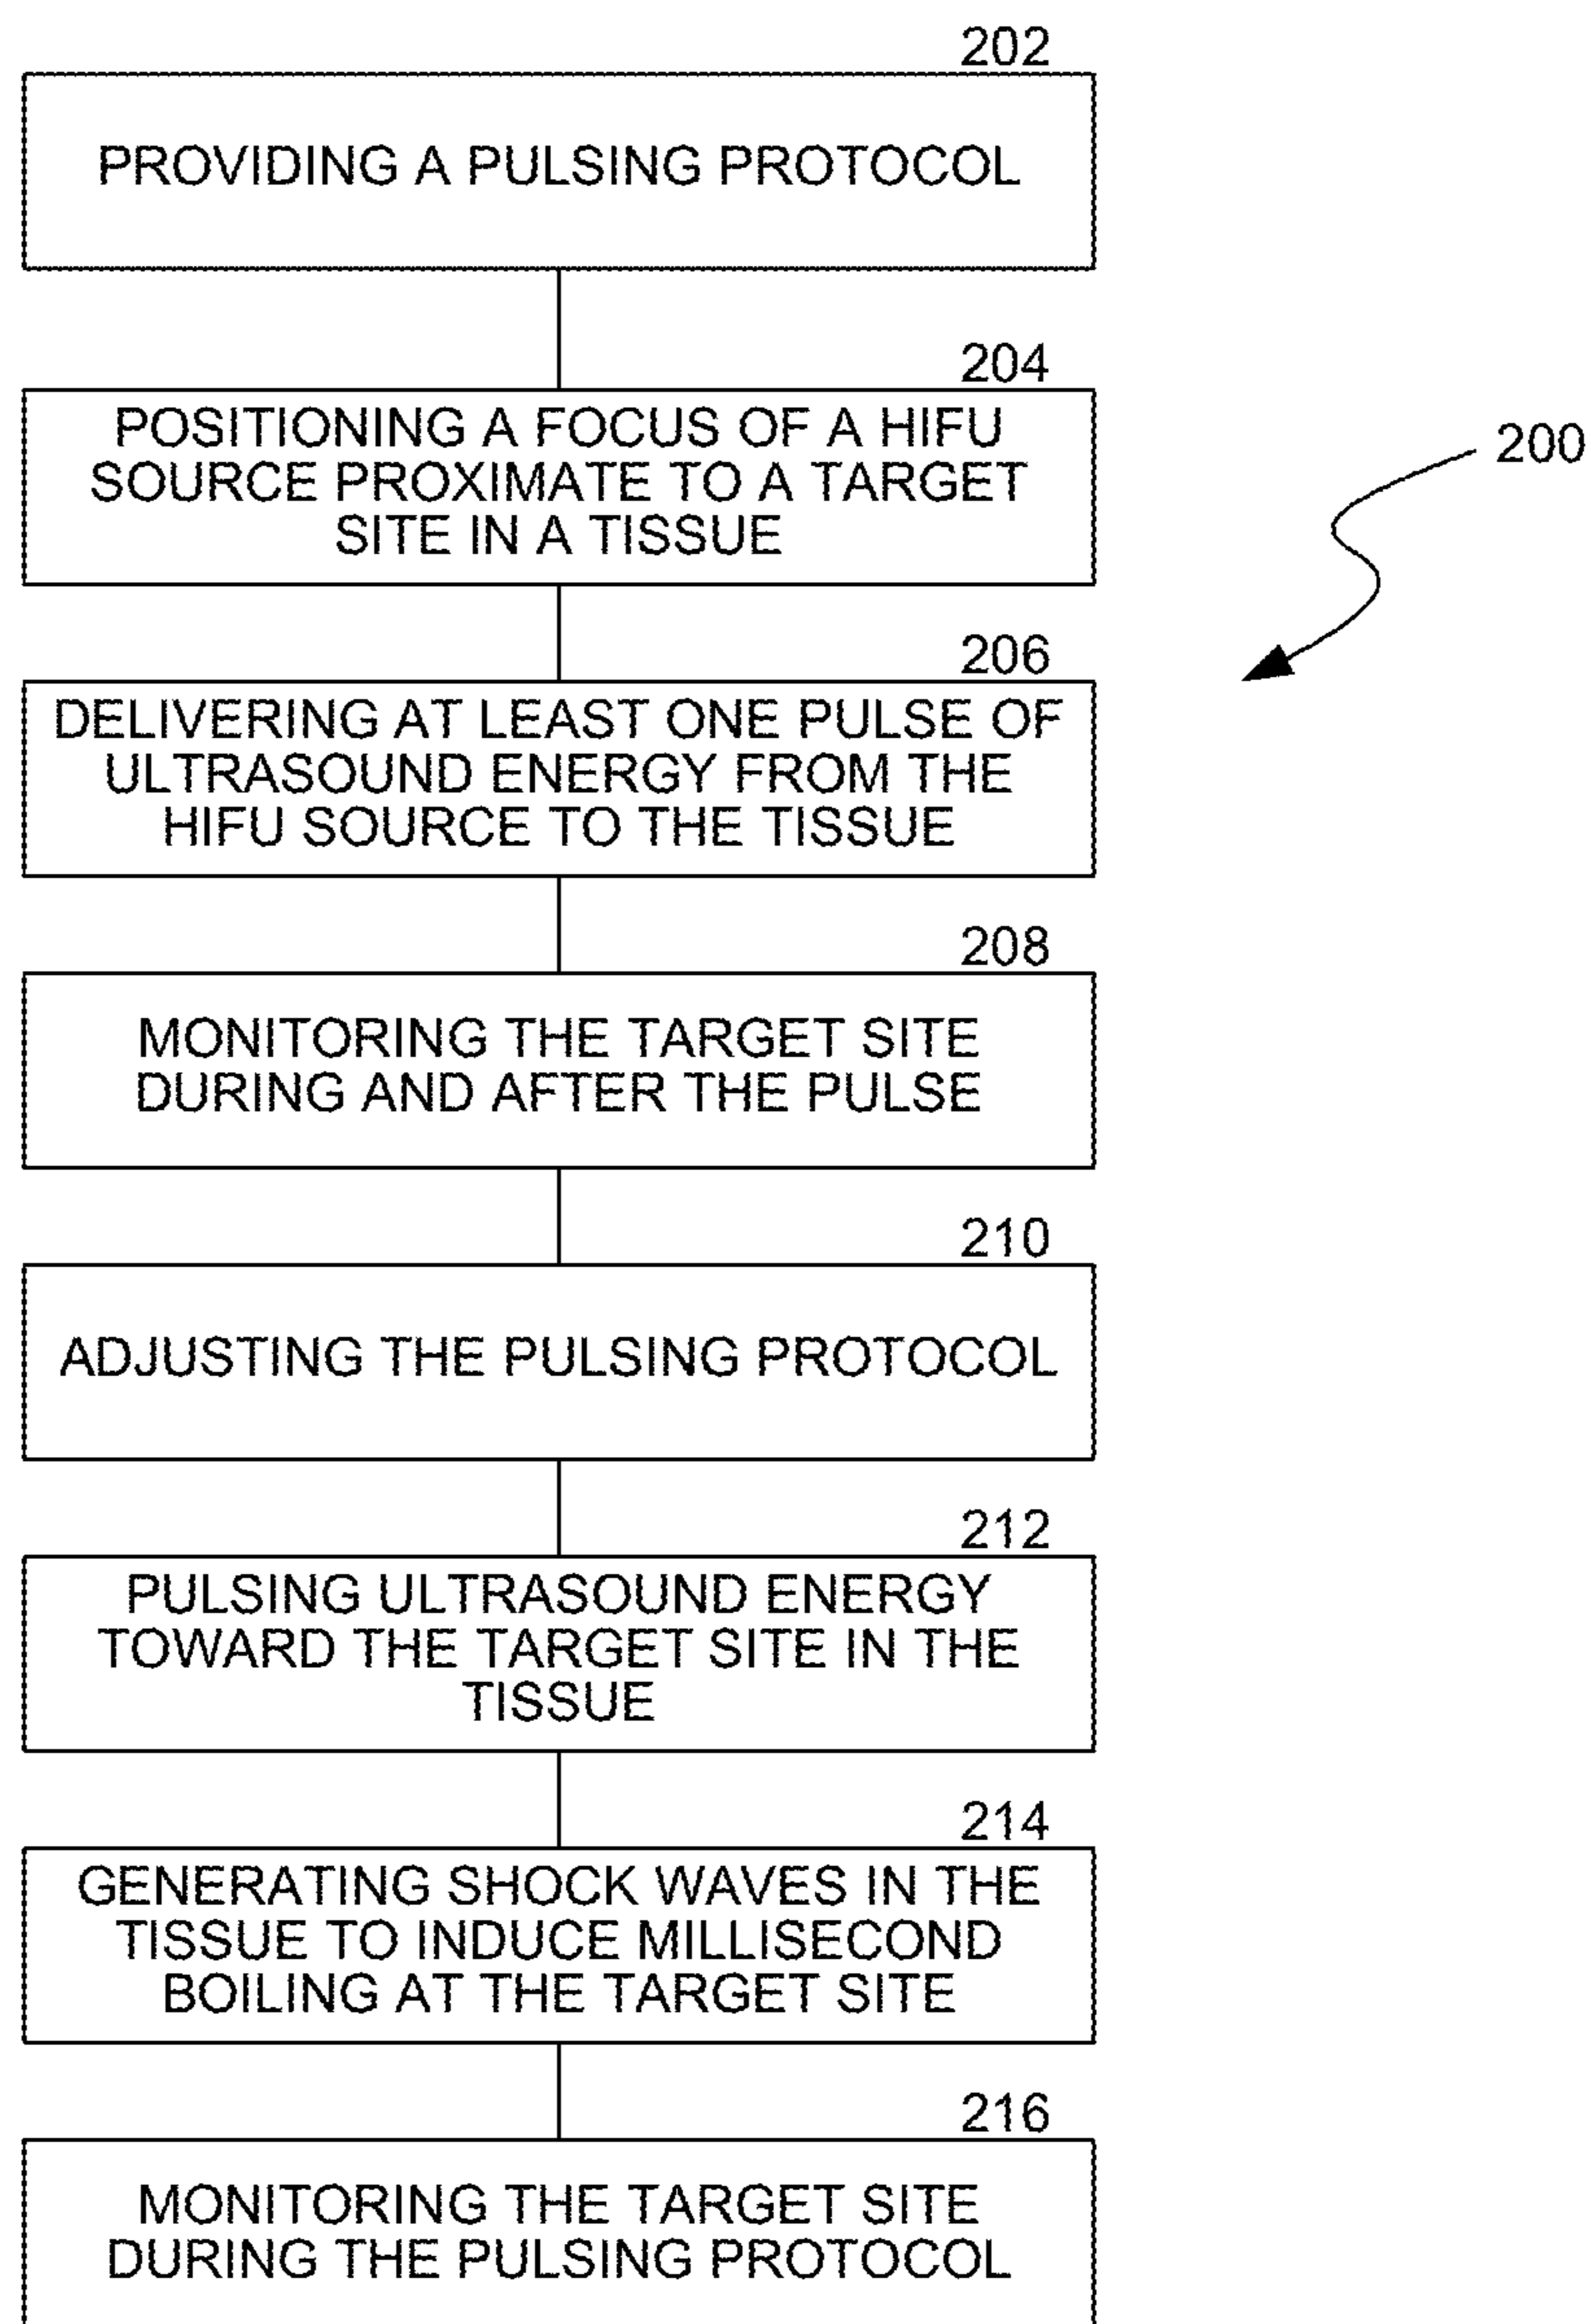 202
PROVIDING A PULSING PROTOCOL
204
POSITIONING A FOCUS OF A HIFU
SOURCE PROXIMATE TO A TARGET
SITE IN A TISSUE
200
206
DELIVERING AT LEAST ONE PULSE OF
ULTRASOUND ENERGY FROM THE
HIFU SOURCE TO THE TISSUE
208
MONITORING THE TARGET SITE
DURING AND AFTER THE PULSE
210
ADJUSTING THE PULSING PROTOCOL
212
PULSING ULTRASOUND ENERGY
TOWARD THE TARGET SITE IN THE
TISSUE
214
GENERATING SHOCK WAVES IN THE
TISSUE TO INDUCE MILLISECOND
BOILING AT THE TARGET SITE
216
MONITORING THE TARGET SITE
DURING THE PULSING PROTOCOL